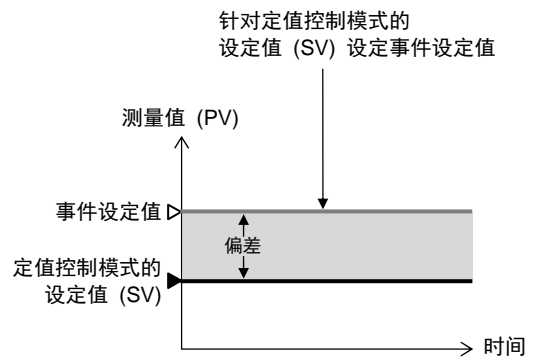 针对定值控制模式的
设定值 (SV) 设定事件设定值
测量值 (PV)
事件设定值
偏差
定值控制模式的
设定值 (SV)
时间